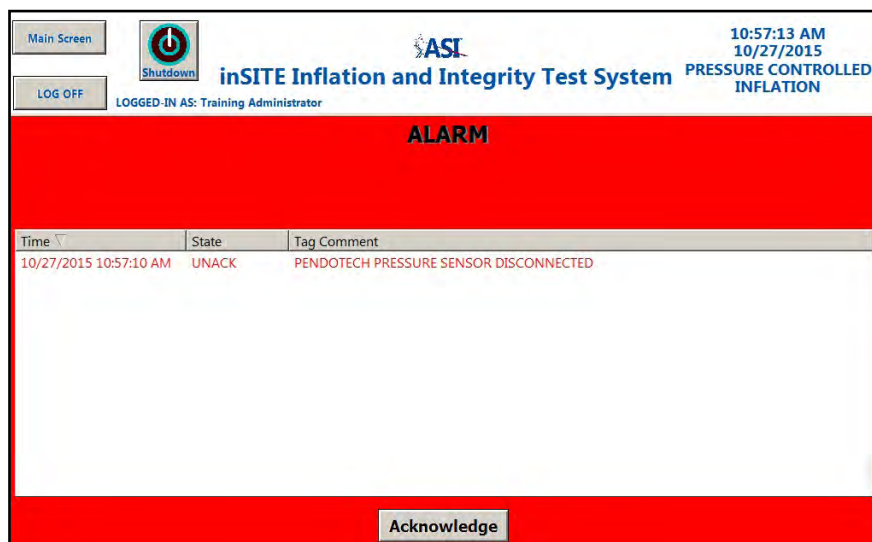 Main Screen
LOG OFF
Shutdown
LOGGED-IN AS: Training Administrator
ASI
inSITE Inflation and Integrity Test System
10:57:13 AM
10/27/2015
PRESSURE CONTROLLED
INFLATION
ALARM
Time State Tag Comment
10/27/2015 10:57:10 AM UNACK PENDOTECH PRESSURE SENSOR DISCONNECTED
Acknowledge